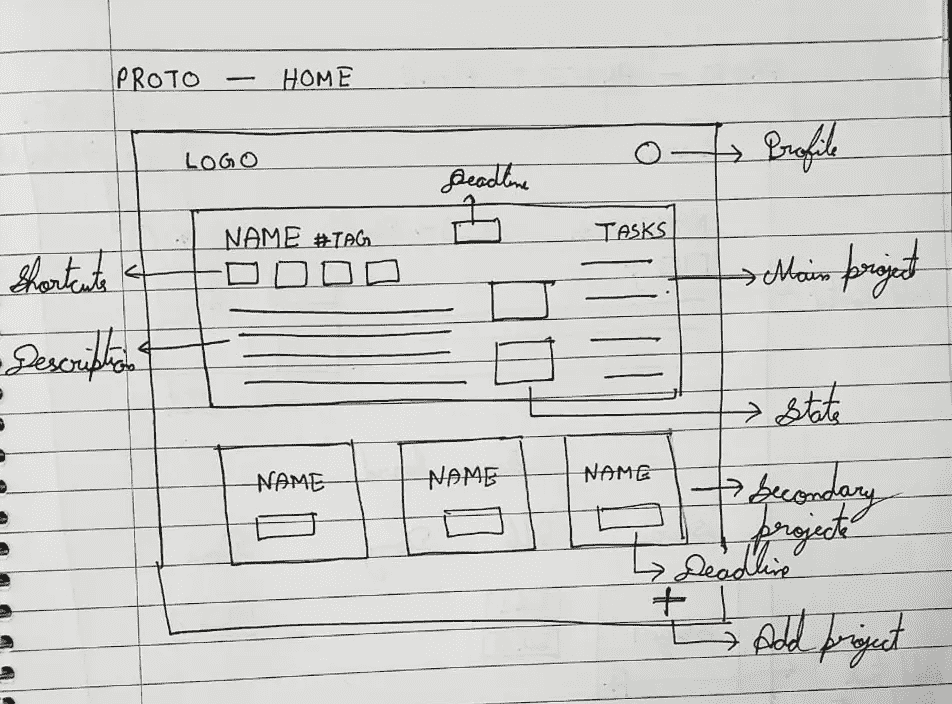 PROTO — HOME
LOGO
Profile
Deadline
NAME #TAG
TASKS
Shortcuts
Main project
Description
State
NAME
NAME
NAME
Secondary
projects
Deadline
+
Add project